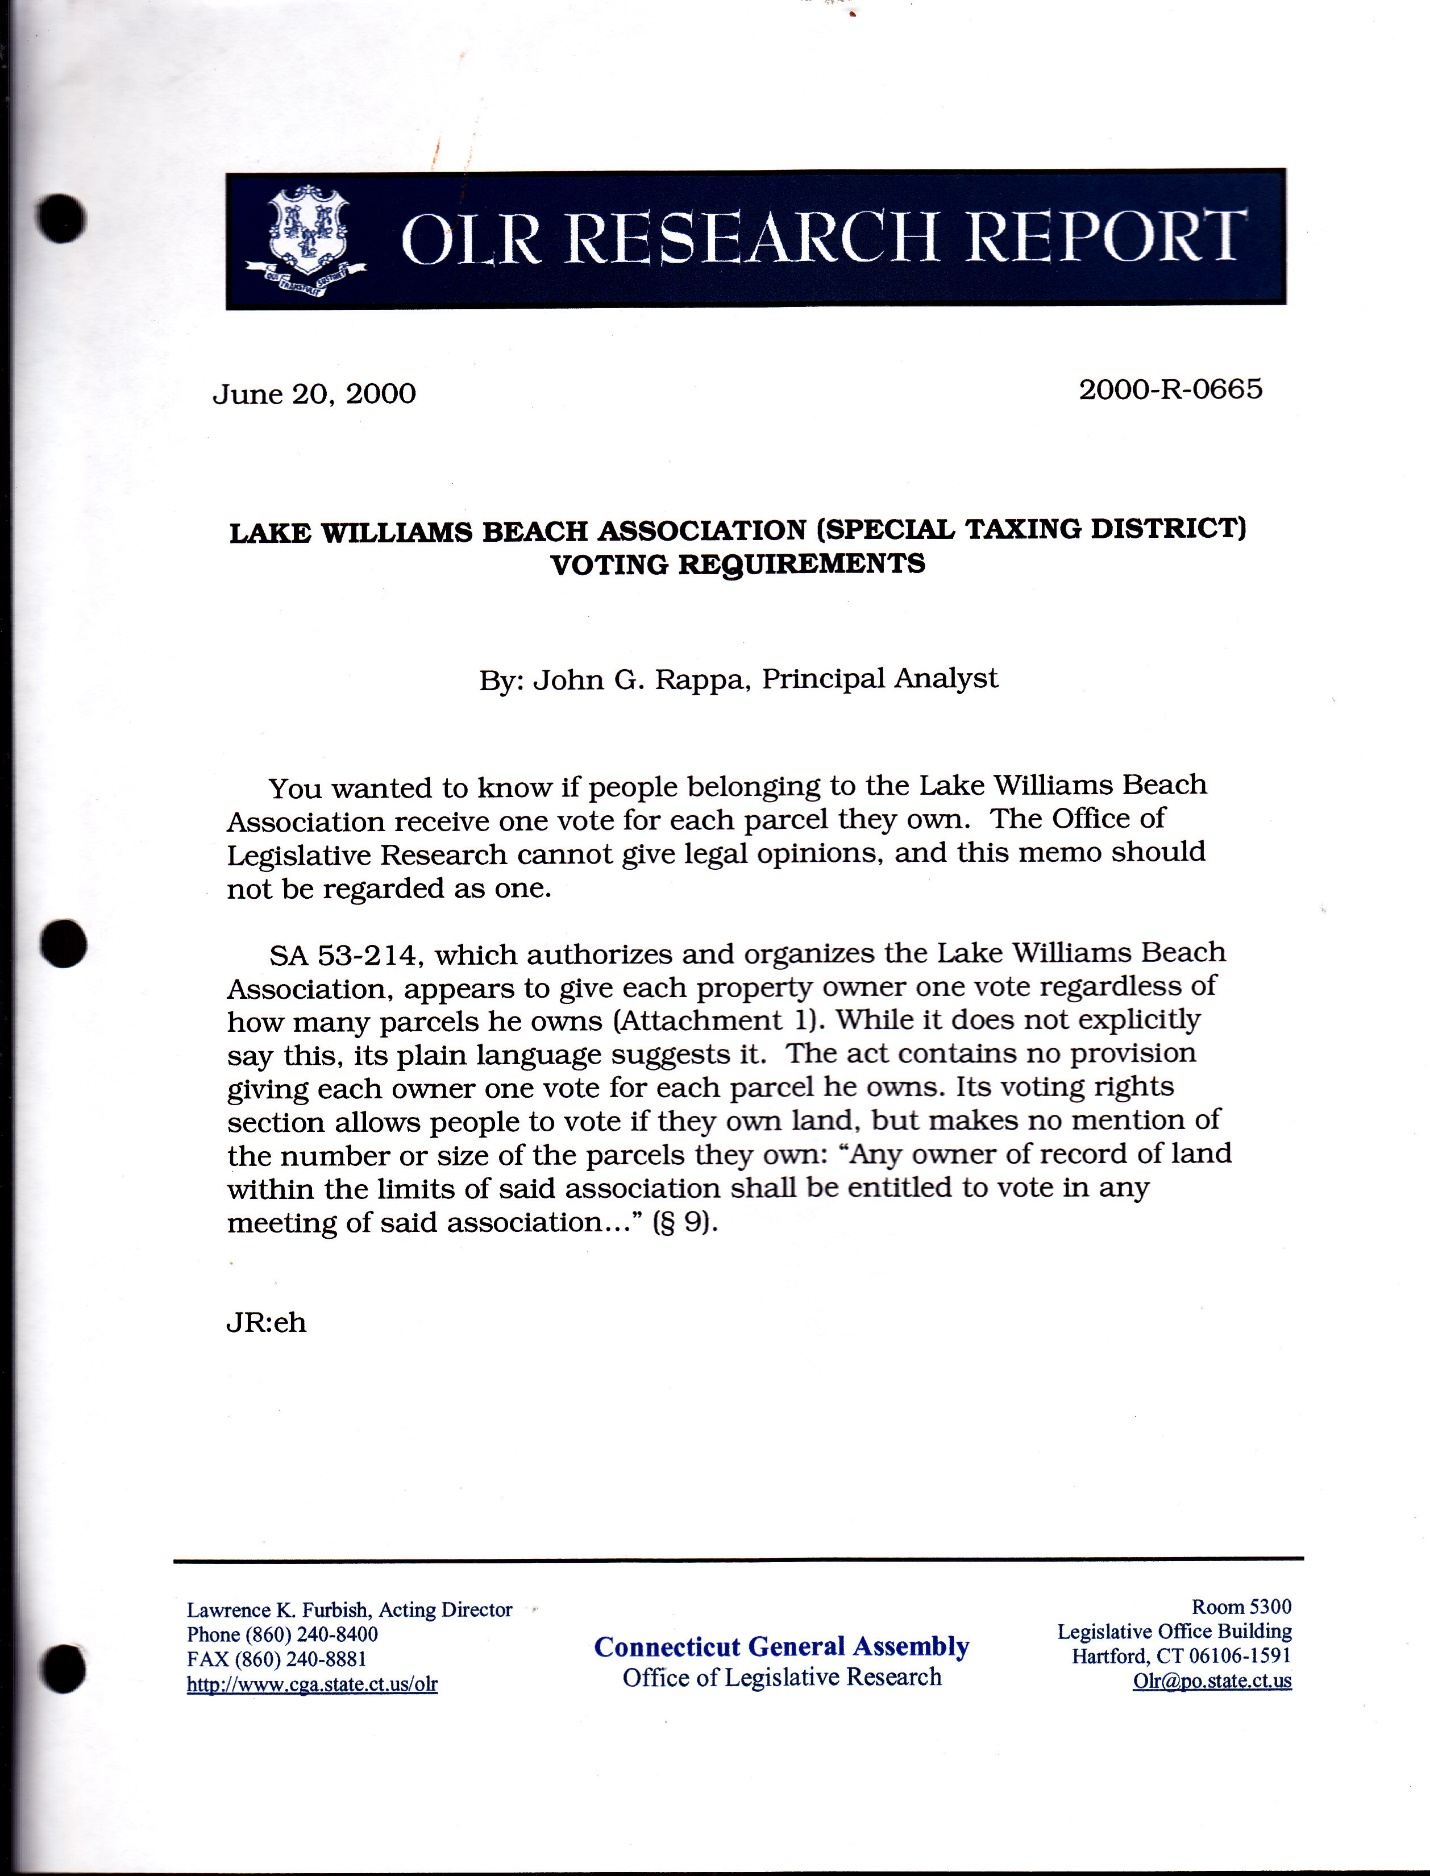 OLR RESEARCH REPORT
June 20, 2000
2000-R-0665
LAKE WILLIAMS BEACH ASSOCIATION (SPECIAL TAXING DISTRICT)
VOTING REQUIREMENTS
By: John G. Rappa, Principal Analyst
You wanted to know if people belonging to the Lake Williams Beach
Association receive one vote for each parcel they own.  The Office of
Legislative Research cannot give legal opinions, and this memo should
not be regarded as one.
SA 53-214, which authorizes and organizes the Lake Williams Beach
Association, appears to give each property owner one vote regardless of
how many parcels he owns (Attachment 1). While it does not explicitly
say this, its plain language suggests it.  The act contains no provision
giving each owner one vote for each parcel he owns. Its voting rights
section allows people to vote if they own land, but makes no mention of
the number or size of the parcels they own: “Any owner of record of land
within the limits of said association shall be entitled to vote in any
meeting of said association...” (§ 9).
JR:eh
Lawrence K. Furbish, Acting Director
Phone (860) 240-8400
FAX (860) 240-8881
http://www.cga.state.ct.us/olr
Connecticut General Assembly
Office of Legislative Research
Room 5300
Legislative Office Building
Hartford, CT 06106-1591
Olr@po.state.ct.us